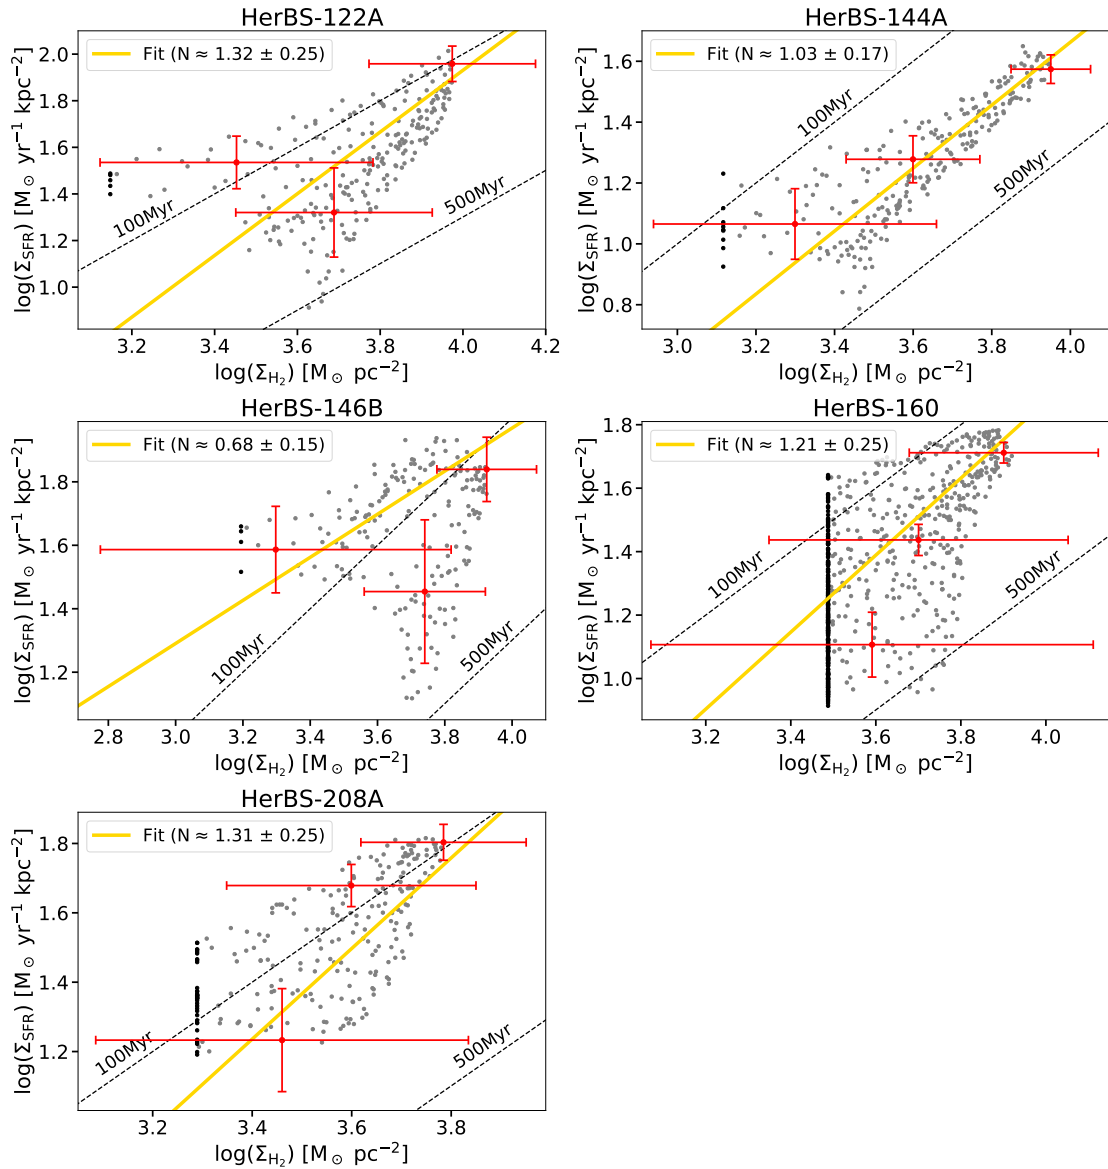 HerBS-122A
Fit (N ≈ 1.32 ± 0.25)
100Myr
500Myr
log(Σ_SFR) [M⊙ yr⁻¹ kpc⁻²]
2.0
1.8
1.6
1.4
1.2
1.0
3.2 3.4 3.6 3.8 4.0 4.2
log(Σ_H₂) [M⊙ pc⁻²]
HerBS-144A
Fit (N ≈ 1.03 ± 0.17)
100Myr
500Myr
log(Σ_SFR) [M⊙ yr⁻¹ kpc⁻²]
1.6
1.4
1.2
1.0
0.8
3.0 3.2 3.4 3.6 3.8 4.0
log(Σ_H₂) [M⊙ pc⁻²]
HerBS-146B
Fit (N ≈ 0.68 ± 0.15)
100Myr
500Myr
log(Σ_SFR) [M⊙ yr⁻¹ kpc⁻²]
1.8
1.6
1.4
1.2
2.8 3.0 3.2 3.4 3.6 3.8 4.0
log(Σ_H₂) [M⊙ pc⁻²]
HerBS-160
Fit (N ≈ 1.21 ± 0.25)
100Myr
500Myr
log(Σ_SFR) [M⊙ yr⁻¹ kpc⁻²]
1.8
1.6
1.4
1.2
1.0
3.2 3.4 3.6 3.8 4.0
log(Σ_H₂) [M⊙ pc⁻²]
HerBS-208A
Fit (N ≈ 1.31 ± 0.25)
100Myr
500Myr
log(Σ_SFR) [M⊙ yr⁻¹ kpc⁻²]
1.8
1.6
1.4
1.2
3.2 3.4 3.6 3.8
log(Σ_H₂) [M⊙ pc⁻²]